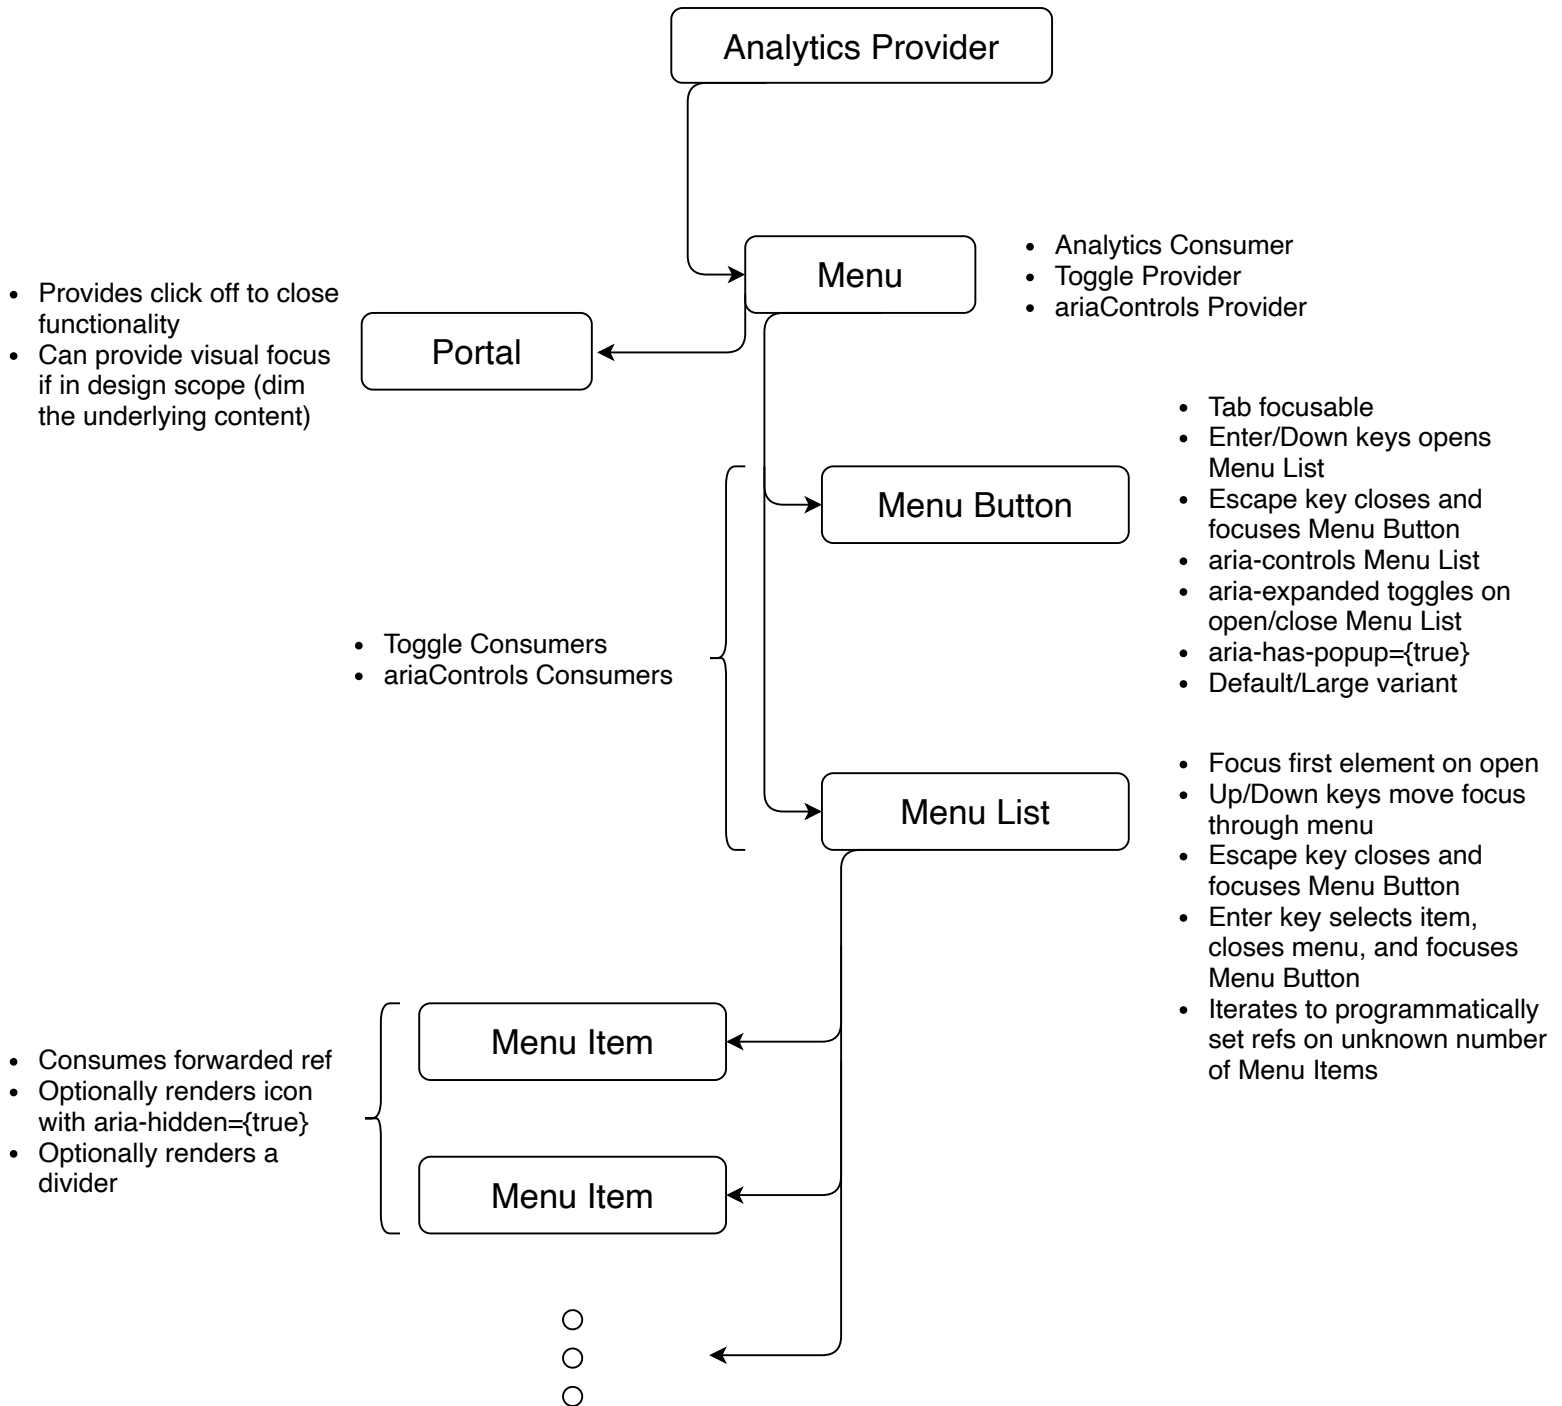 Analytics Provider
Menu
• Analytics Consumer
• Toggle Provider
• ariaControls Provider
• Provides click off to close
functionality
• Can provide visual focus
if in design scope (dim
the underlying content)
Portal
• Tab focusable
• Enter/Down keys opens
Menu List
• Escape key closes and
focuses Menu Button
• aria-controls Menu List
• aria-expanded toggles on
open/close Menu List
• aria-has-popup={true}
• Default/Large variant
Menu Button
• Toggle Consumers
• ariaControls Consumers
Menu List
• Focus first element on open
• Up/Down keys move focus
through menu
• Escape key closes and
focuses Menu Button
• Enter key selects item,
closes menu, and focuses
Menu Button
• Iterates to programmatically
set refs on unknown number
of Menu Items
Menu Item
• Consumes forwarded ref
• Optionally renders icon
with aria-hidden={true}
• Optionally renders a
divider
Menu Item